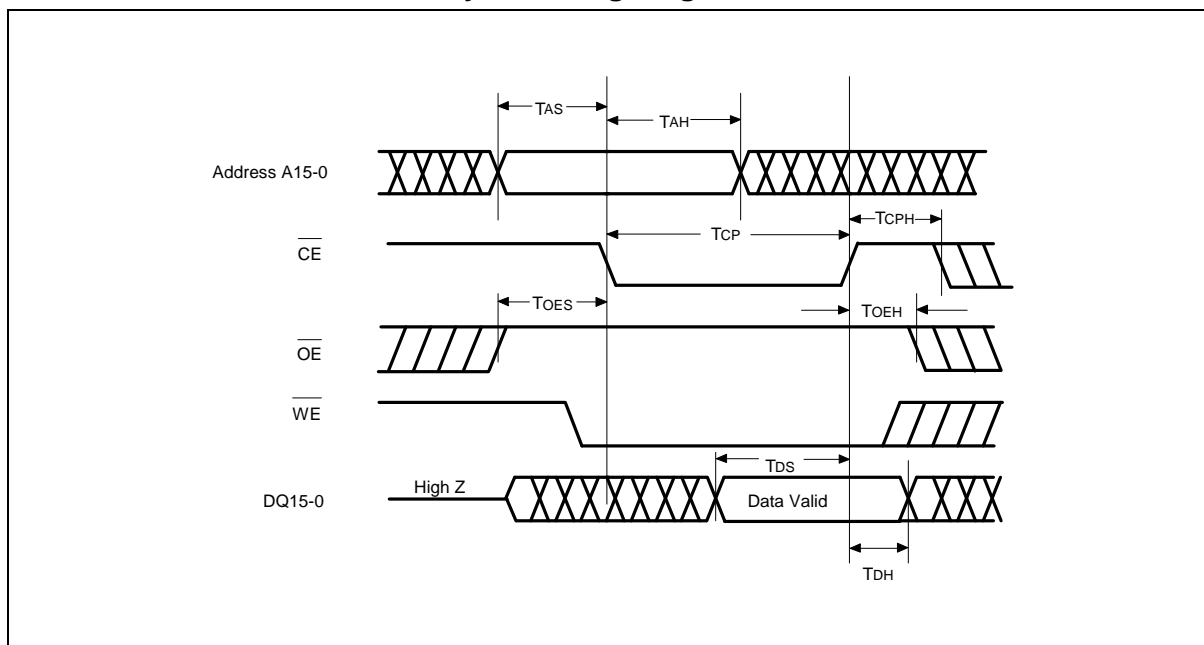 TAS
TAH
Address A15-0
TCPH
TCP
CE
TOES
TOEH
OE
WE
TDS
High Z
DQ15-0
Data Valid
TDH